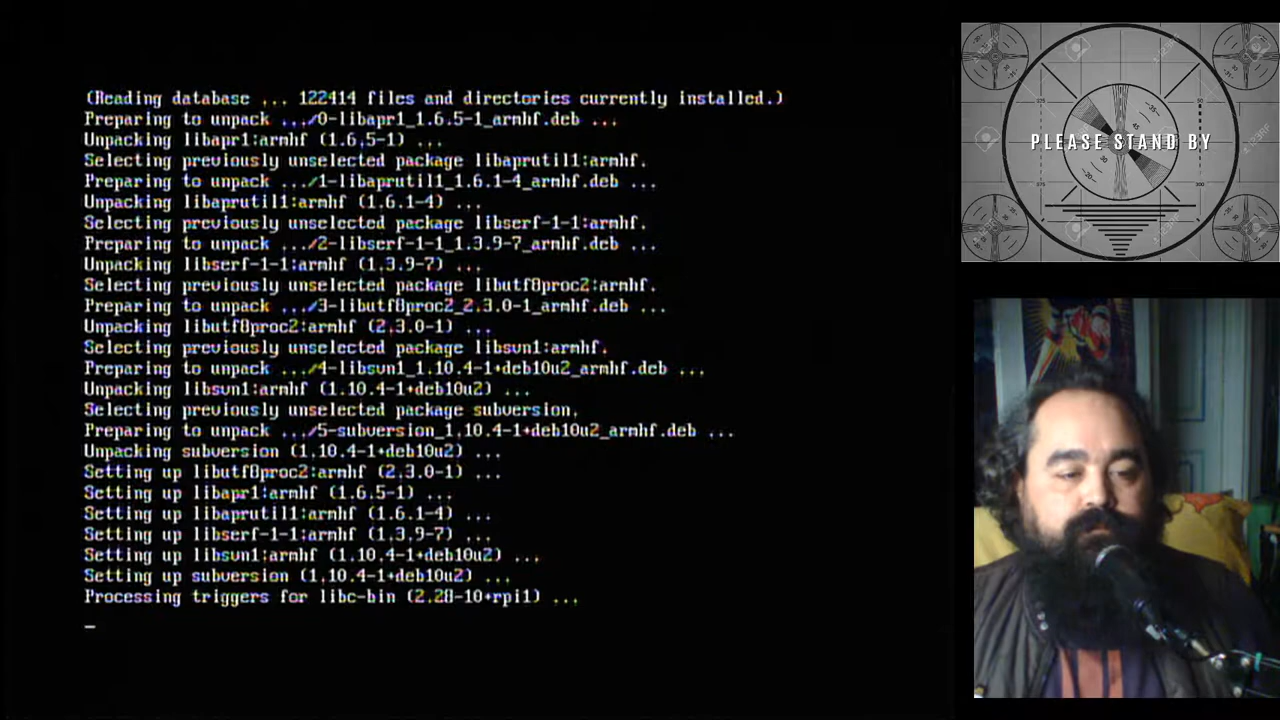 (Reading database ... 122414 files and directories currently installed.)
Preparing to unpack .../0-libapr1_1.6.5-1_armhf.deb ...
Unpacking libapr1:armhf (1.6.5-1) ...
Selecting previously unselected package libaprutil1:armhf.
Preparing to unpack .../1-libaprutil1_1.6.1-4_armhf.deb ...
Unpacking libaprutil1:armhf (1.6.1-4) ...
Selecting previously unselected package libserf-1-1:armhf.
Preparing to unpack .../2-libserf-1-1_1.3.9-7_armhf.deb ...
Unpacking libserf-1-1:armhf (1.3.9-7) ...
Selecting previously unselected package libutf8proc2:armhf.
Preparing to unpack .../3-libutf8proc2_2.3.0-1_armhf.deb ...
Unpacking libutf8proc2:armhf (2.3.0-1) ...
Selecting previously unselected package libsvn1:armhf.
Preparing to unpack .../4-libsvn1_1.10.4-1+deb10u2_armhf.deb ...
Unpacking libsvn1:armhf (1.10.4-1+deb10u2) ...
Selecting previously unselected package subversion.
Preparing to unpack .../5-subversion_1.10.4-1+deb10u2_armhf.deb ...
Unpacking subversion (1.10.4-1+deb10u2) ...
Setting up libutf8proc2:armhf (2.3.0-1) ...
Setting up libapr1:armhf (1.6.5-1) ...
Setting up libaprutil1:armhf (1.6.1-4) ...
Setting up libserf-1-1:armhf (1.3.9-7) ...
Setting up libsvn1:armhf (1.10.4-1+deb10u2) ...
Setting up subversion (1.10.4-1+deb10u2) ...
Processing triggers for libc-bin (2.28-10+rpi1) ...
_
PLEASE STAND BY